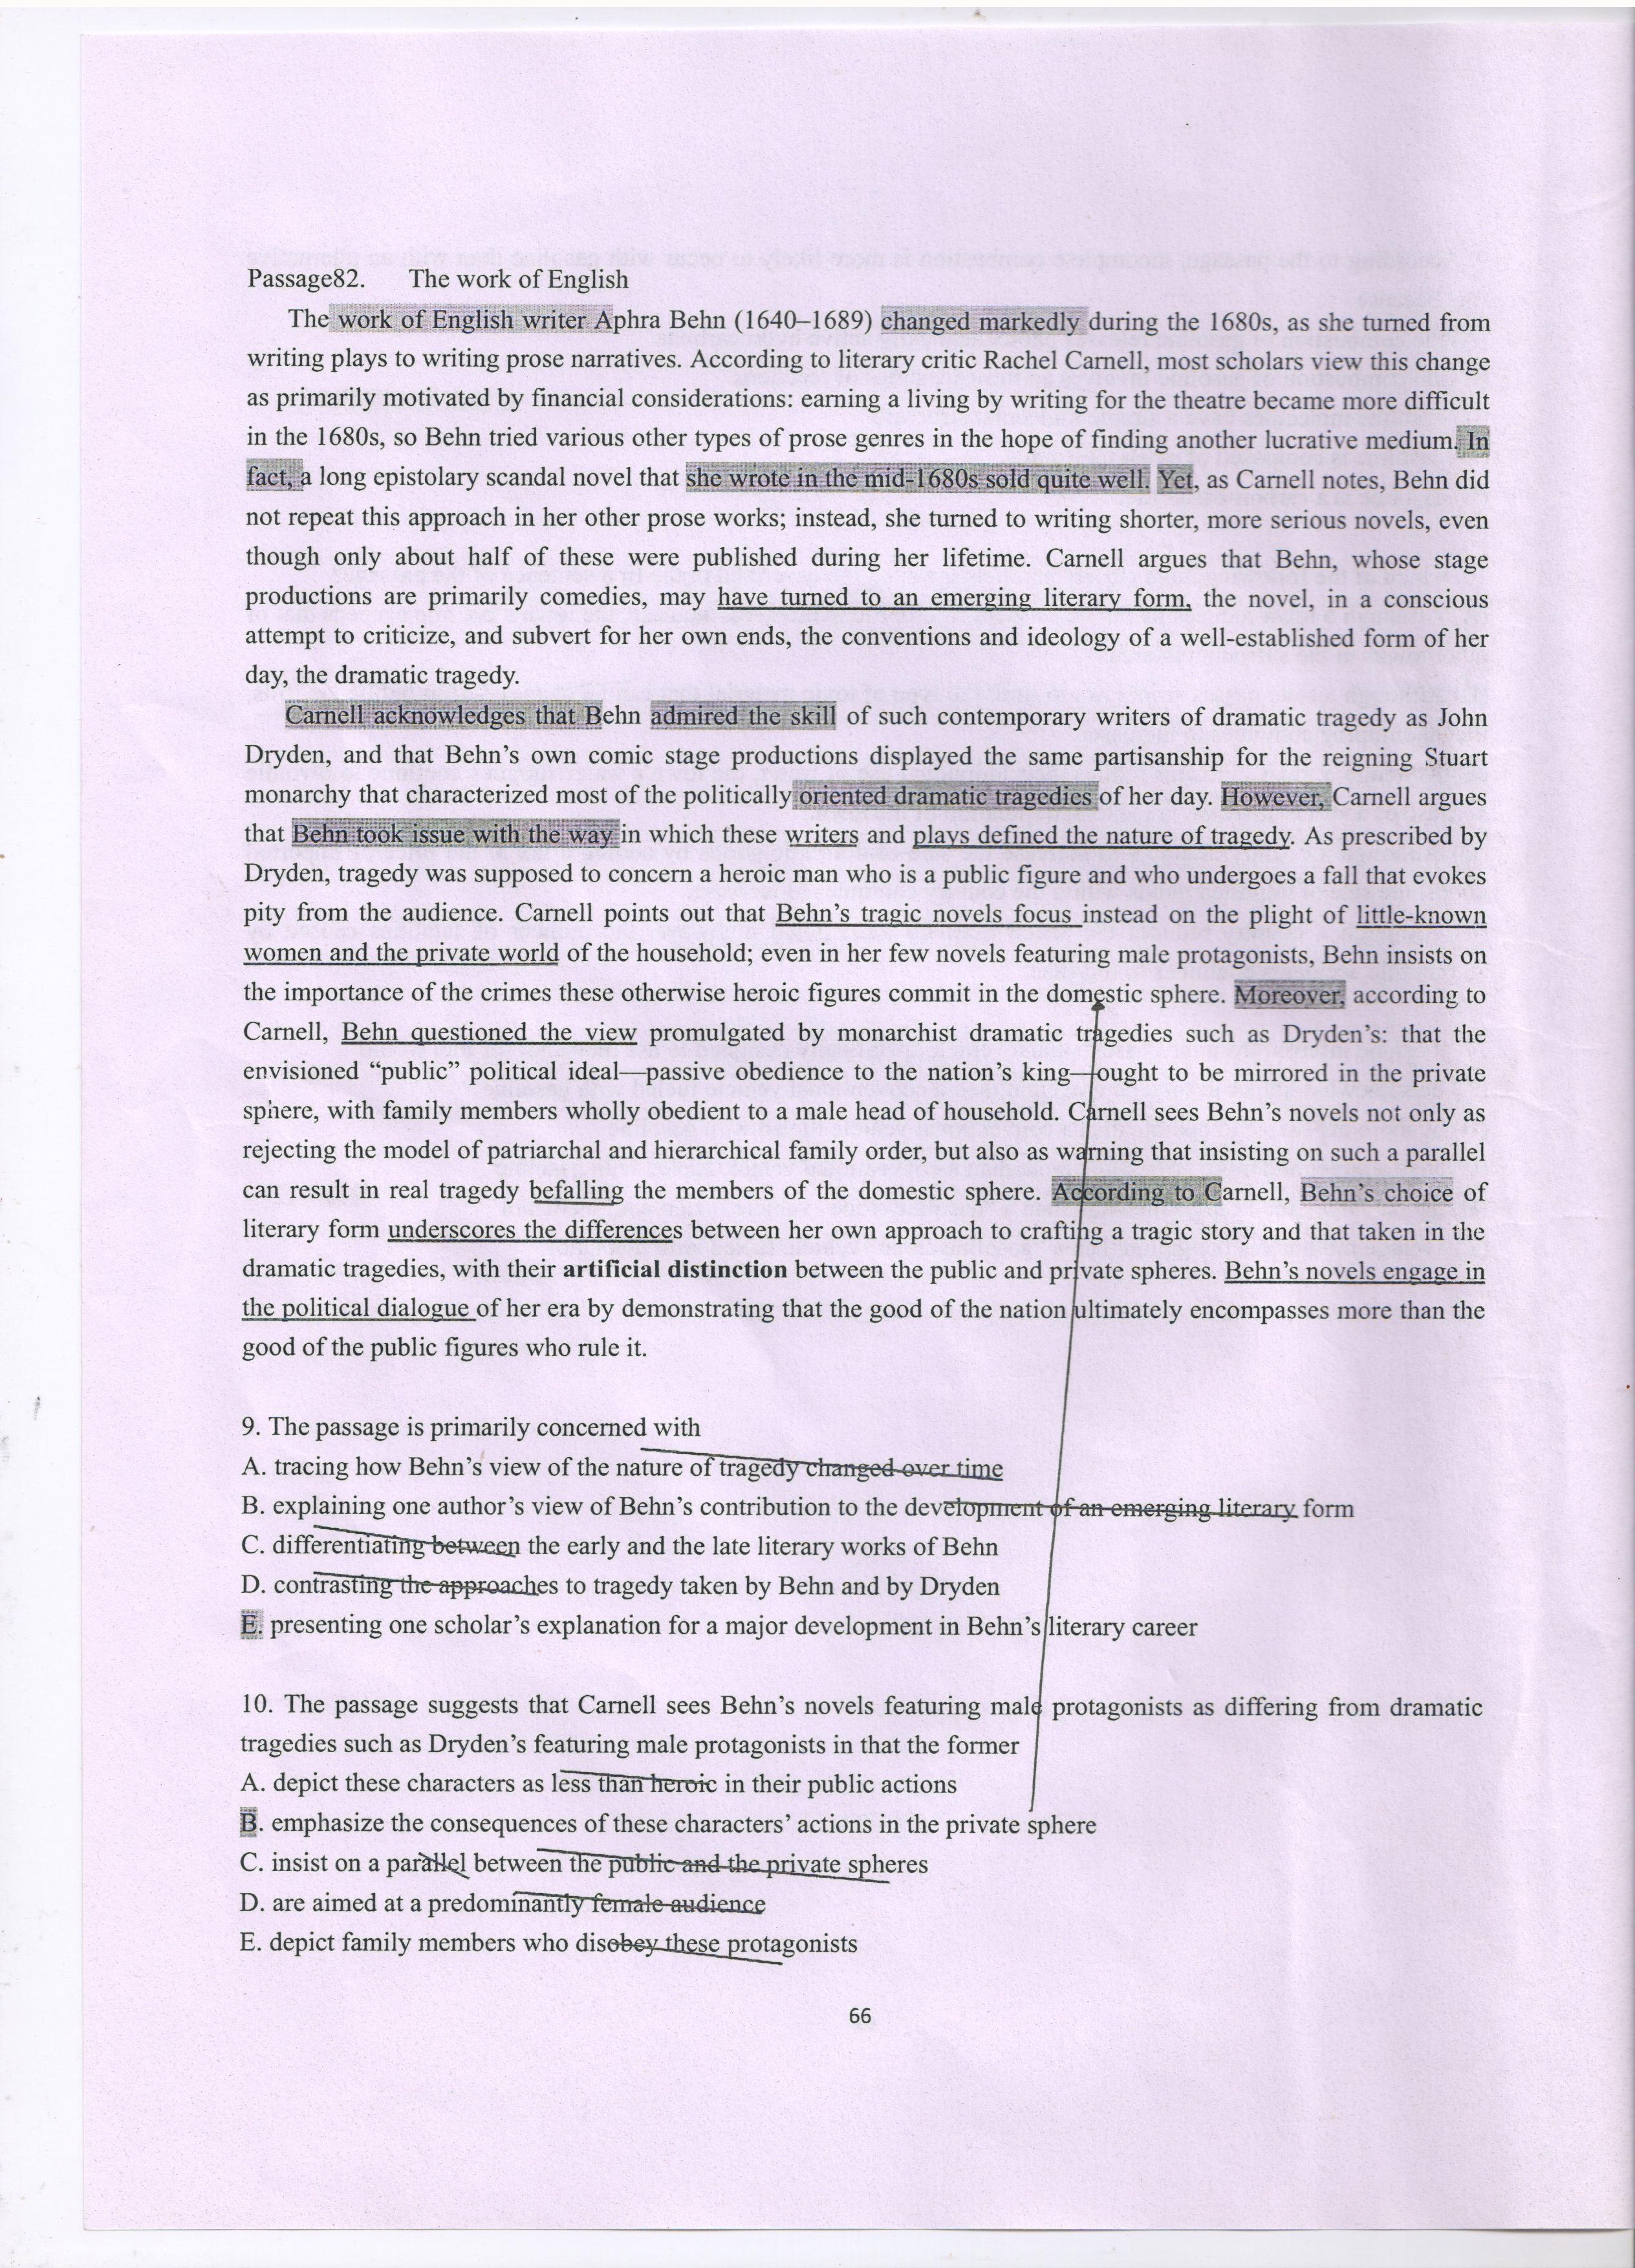 Passage82. The work of English
The work of English writer Aphra Behn (1640–1689) changed markedly during the 1680s, as she turned from
writing plays to writing prose narratives. According to literary critic Rachel Carnell, most scholars view this change
as primarily motivated by financial considerations: earning a living by writing for the theatre became more difficult
in the 1680s, so Behn tried various other types of prose genres in the hope of finding another lucrative medium. In
fact, a long epistolary scandal novel that she wrote in the mid-1680s sold quite well. Yet, as Carnell notes, Behn did
not repeat this approach in her other prose works; instead, she turned to writing shorter, more serious novels, even
though only about half of these were published during her lifetime. Carnell argues that Behn, whose stage
productions are primarily comedies, may have turned to an emerging literary form, the novel, in a conscious
attempt to criticize, and subvert for her own ends, the conventions and ideology of a well-established form of her
day, the dramatic tragedy.
Carnell acknowledges that Behn admired the skill of such contemporary writers of dramatic tragedy as John
Dryden, and that Behn’s own comic stage productions displayed the same partisanship for the reigning Stuart
monarchy that characterized most of the politically oriented dramatic tragedies of her day. However, Carnell argues
that Behn took issue with the way in which these writers and plays defined the nature of tragedy. As prescribed by
Dryden, tragedy was supposed to concern a heroic man who is a public figure and who undergoes a fall that evokes
pity from the audience. Carnell points out that Behn’s tragic novels focus instead on the plight of little-known
women and the private world of the household; even in her few novels featuring male protagonists, Behn insists on
the importance of the crimes these otherwise heroic figures commit in the domestic sphere. Moreover, according to
Carnell, Behn questioned the view promulgated by monarchist dramatic tragedies such as Dryden’s: that the
envisioned “public” political ideal—passive obedience to the nation’s king—ought to be mirrored in the private
sphere, with family members wholly obedient to a male head of household. Carnell sees Behn’s novels not only as
rejecting the model of patriarchal and hierarchical family order, but also as warning that insisting on such a parallel
can result in real tragedy befalling the members of the domestic sphere. According to Carnell, Behn’s choice of
literary form underscores the differences between her own approach to crafting a tragic story and that taken in the
dramatic tragedies, with their artificial distinction between the public and private spheres. Behn’s novels engage in
the political dialogue of her era by demonstrating that the good of the nation ultimately encompasses more than the
good of the public figures who rule it.
9. The passage is primarily concerned with
A. tracing how Behn’s view of the nature of tragedy changed over time
B. explaining one author’s view of Behn’s contribution to the development of an emerging literary form
C. differentiating between the early and the late literary works of Behn
D. contrasting the approaches to tragedy taken by Behn and by Dryden
E. presenting one scholar’s explanation for a major development in Behn’s literary career
10. The passage suggests that Carnell sees Behn’s novels featuring male protagonists as differing from dramatic
tragedies such as Dryden’s featuring male protagonists in that the former
A. depict these characters as less than heroic in their public actions
B. emphasize the consequences of these characters’ actions in the private sphere
C. insist on a parallel between the public and the private spheres
D. are aimed at a predominantly female audience
E. depict family members who disobey these protagonists
66